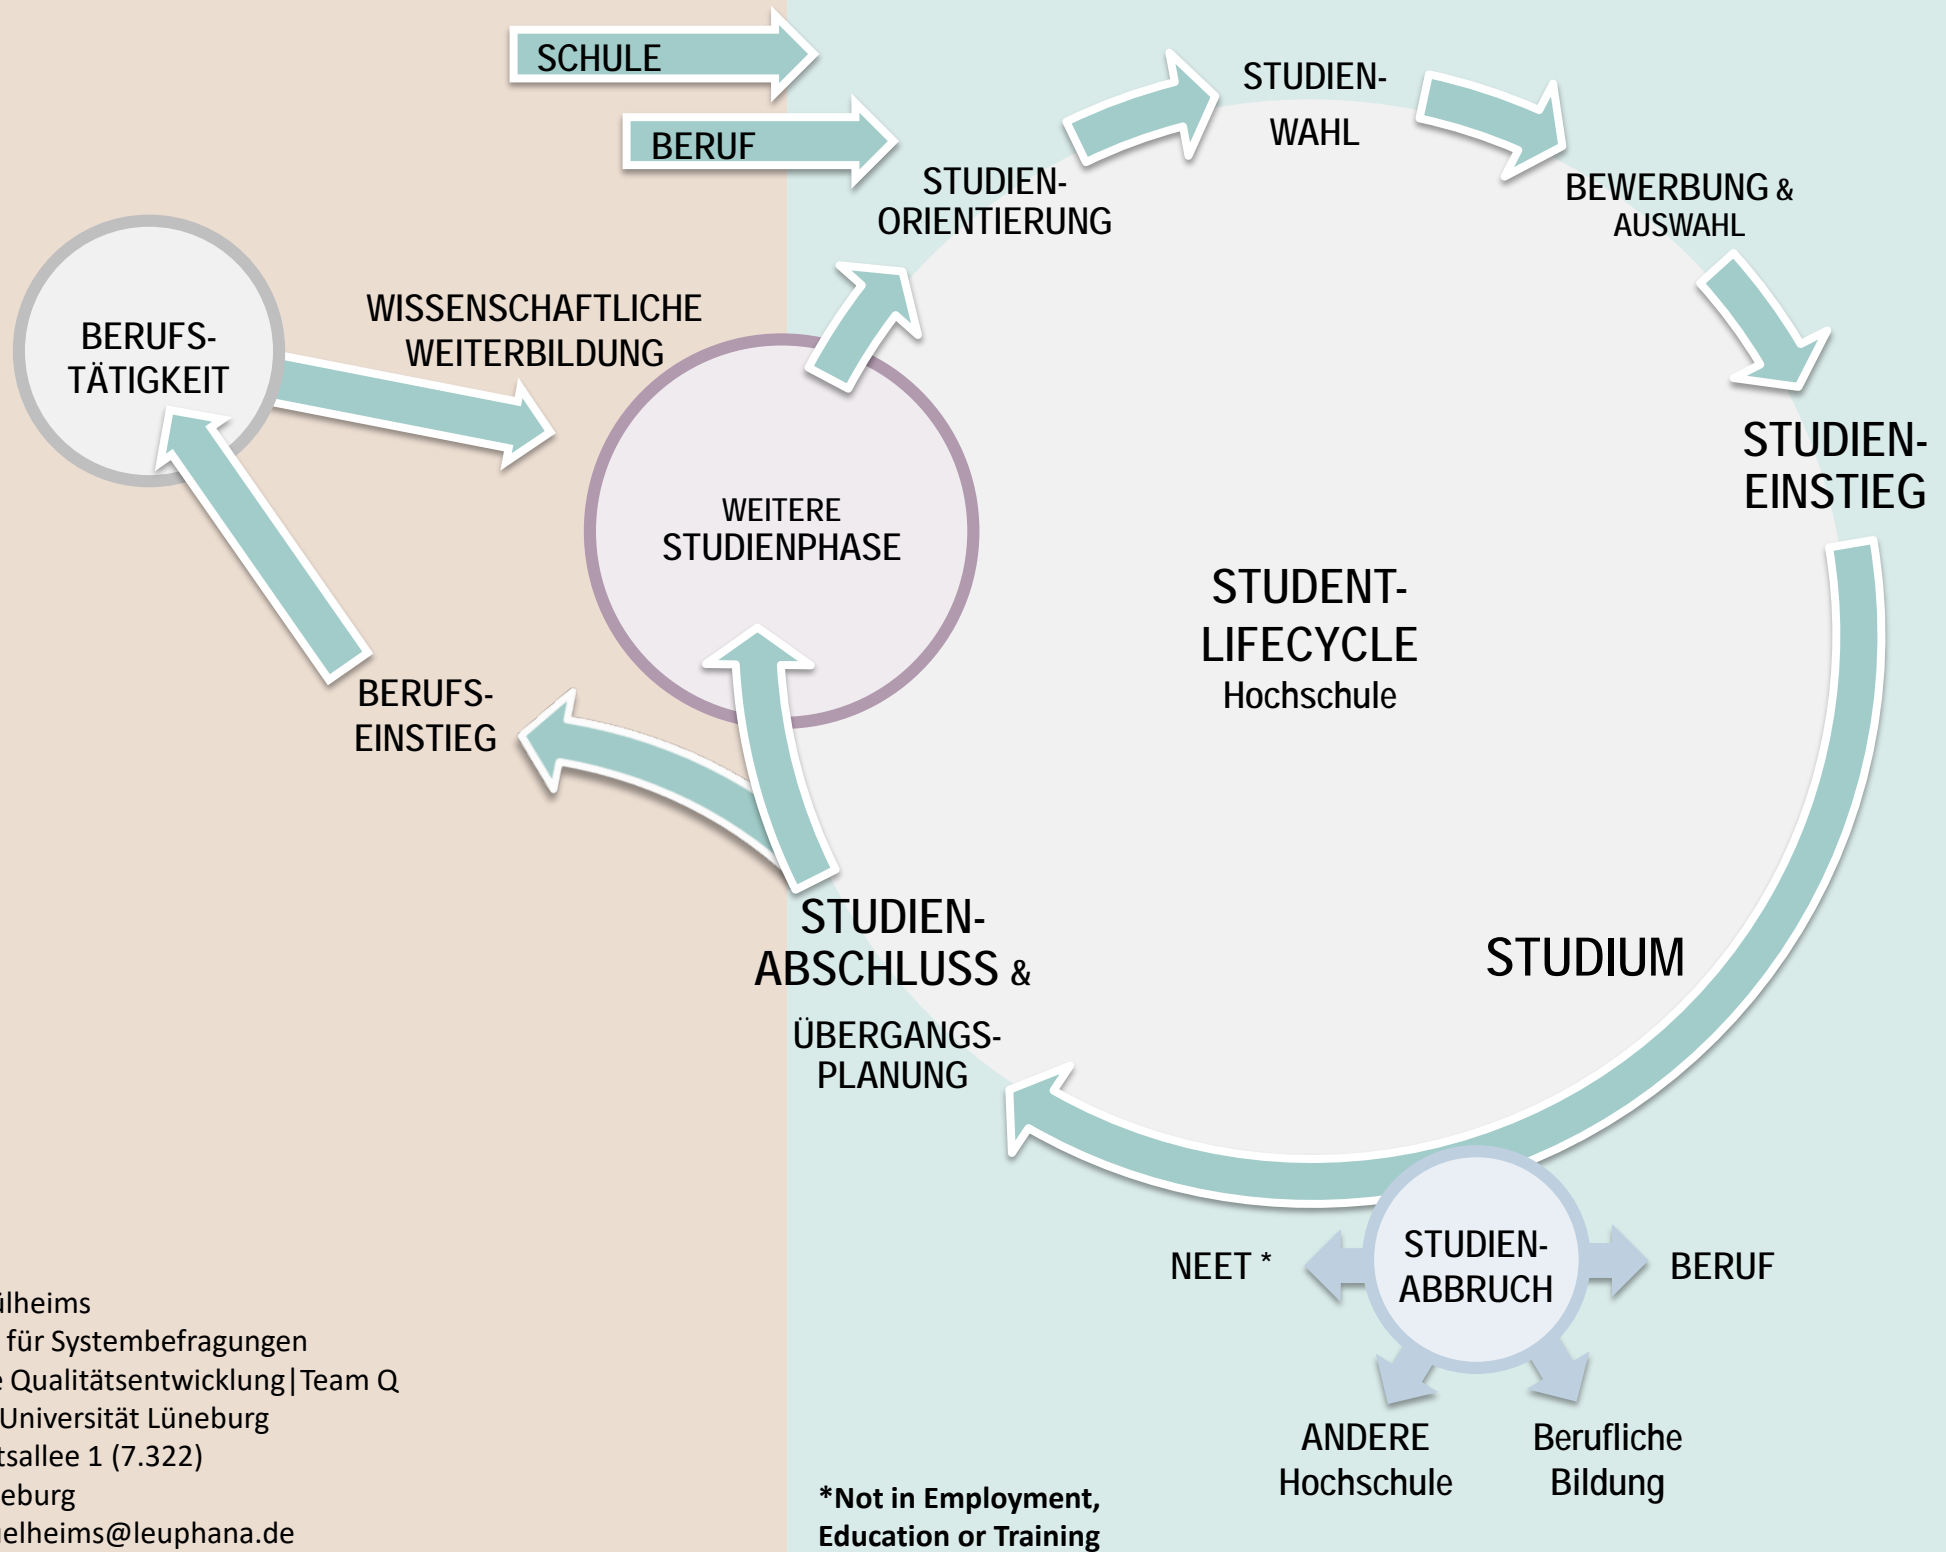 SCHULE
BERUF
STUDIEN-
ORIENTIERUNG
STUDIEN-
WAHL
BEWERBUNG &
AUSWAHL
STUDIEN-
EINSTIEG
BERUFS-
TÄTIGKEIT
WISSENSCHAFTLICHE
WEITERBILDUNG
WEITERE
STUDIENPHASE
STUDENT-
LIFECYCLE
Hochschule
BERUFS-
EINSTIEG
STUDIEN-
ABSCHLUSS &
ÜBERGANGS-
PLANUNG
STUDIUM
STUDIEN-
ABBRUCH
NEET *
BERUF
ANDERE
Hochschule
Berufliche
Bildung
*Not in Employment,
Education or Training
ülheims
für Systembefragungen
e Qualitätsentwicklung|Team Q
Universität Lüneburg
tsallee 1 (7.322)
eburg
uelheims@leuphana.de